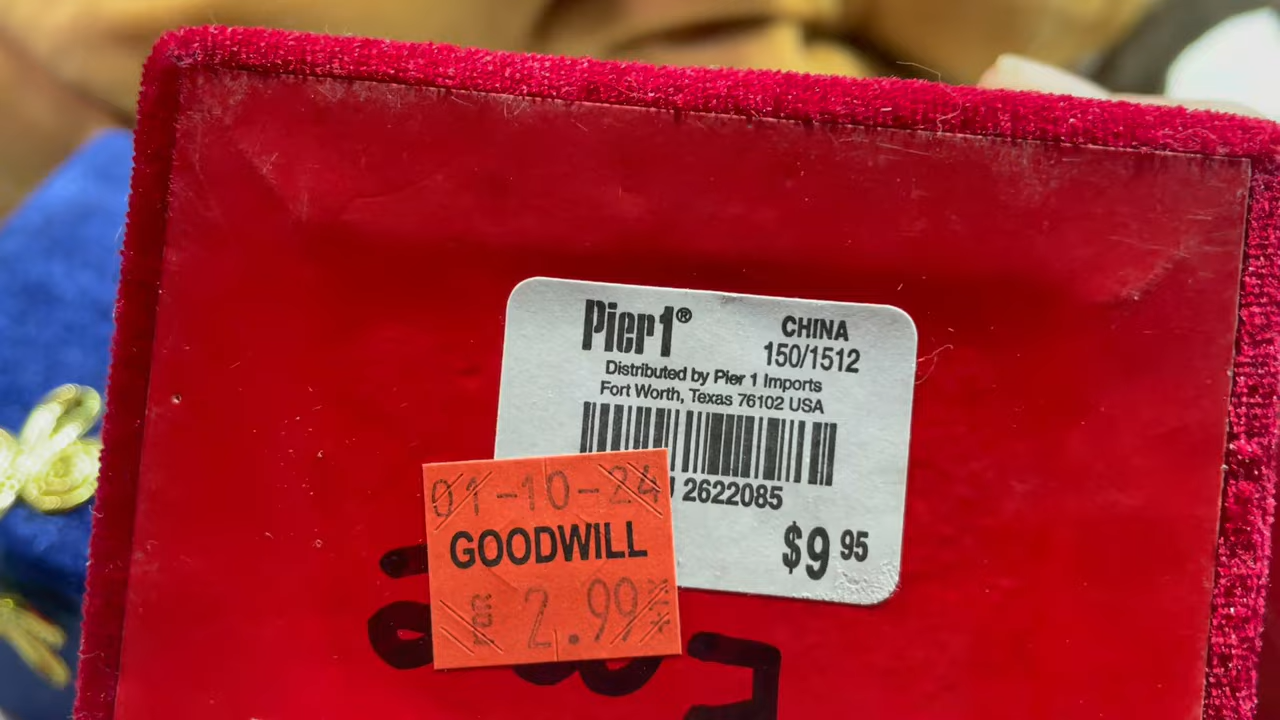 Pier1®
CHINA
150/1512
Distributed by Pier 1 Imports
Fort Worth, Texas 76102 USA
2622085
$9 95
01-10-24
GOODWILL
2.99